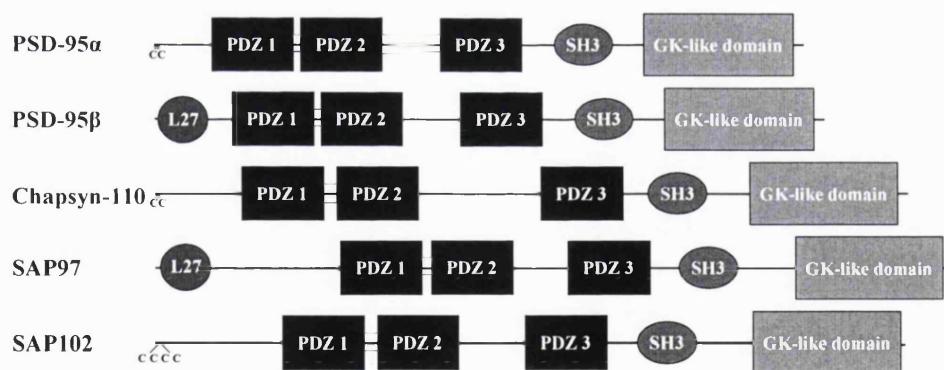 PSD-95α CC PDZ 1 PDZ 2 PDZ 3 SH3 GK-like domain
PSD-95β L27 PDZ 1 PDZ 2 PDZ 3 SH3 GK-like domain
Chapsyn-110 CC PDZ 1 PDZ 2 PDZ 3 SH3 GK-like domain
SAP97 L27 PDZ 1 PDZ 2 PDZ 3 SH3 GK-like domain
SAP102 C C C C PDZ 1 PDZ 2 PDZ 3 SH3 GK-like domain